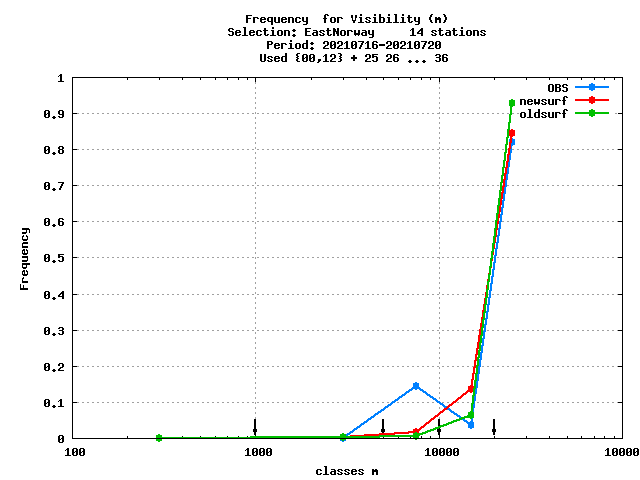 Frequency  for Visibility (m)
Selection: EastNorway     14 stations
Period: 20210716-20210720
Used {00,12} + 25 26 ... 36
OBS
newsurf
oldsurf
1
0.9
0.8
0.7
0.6
0.5
0.4
0.3
0.2
0.1
0
Frequency
100 1000 10000 10000
classes m